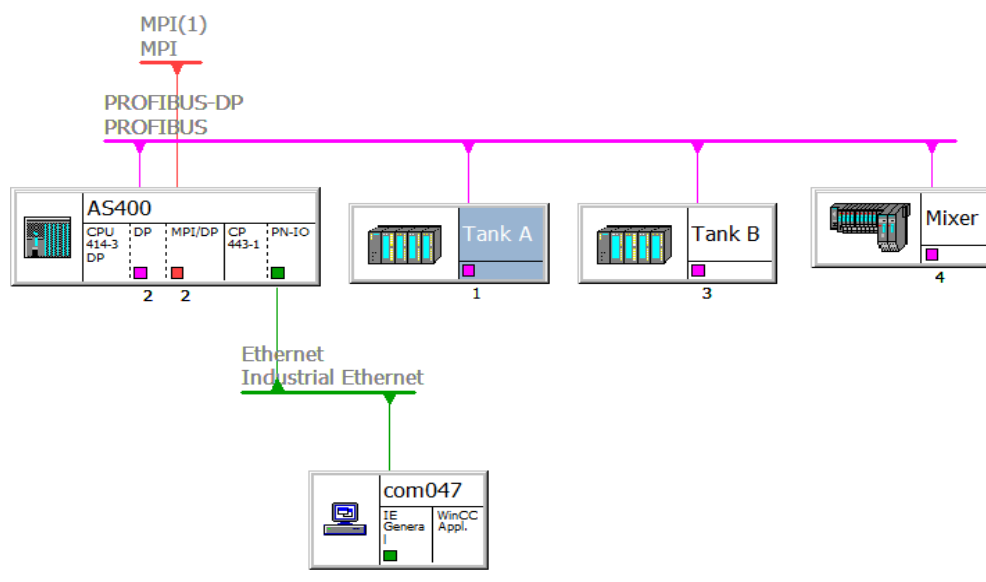 MPI(1)
MPI
PROFIBUS-DP
PROFIBUS
AS400
CPU
414-3
DP
DP
MPI/DP
CP
443-1
PN-IO
2
2
Tank A
1
Tank B
3
Mixer
4
Ethernet
Industrial Ethernet
com047
IE
Genera
l
WinCC
Appl.